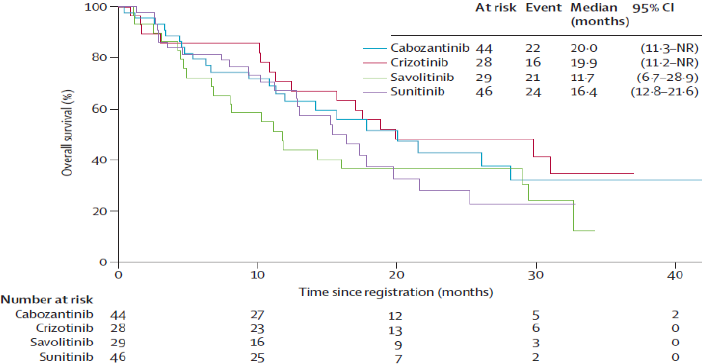 At risk Event Median 95% CI
(months)
Cabozantinib 44 22 20·0 (11·3–NR)
Crizotinib 28 16 19·9 (11·2–NR)
Savolitinib 29 21 11·7 (6·7–28·9)
Sunitinib 46 24 16·4 (12·8–21·6)
Overall survival (%)
100
80
60
40
20
0
0 10 20 30 40
Time since registration (months)
Number at risk
Cabozantinib 44 27 12 5 2
Crizotinib 28 23 13 6 0
Savolitinib 29 16 9 3 0
Sunitinib 46 25 7 2 0